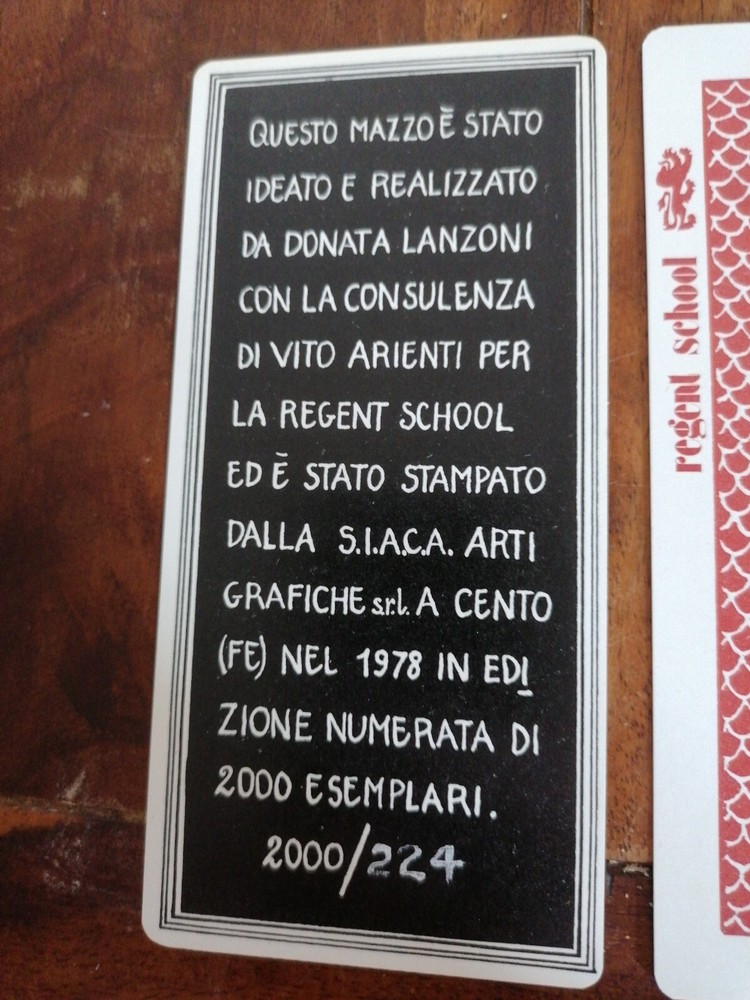 QUESTO MAZZO È STATO
IDEATO E REALIZZATO
DA DONATA LANZONI
CON LA CONSULENZA
DI VITO ARIENTI PER
LA REGENT SCHOOL
ED È STATO STAMPATO
DALLA S.I.A.C.A. ARTI
GRAFICHE s.r.l. A CENTO
(FE) NEL 1978 IN EDI
ZIONE NUMERATA DI
2000 ESEMPLARI.
2000/224
regent school